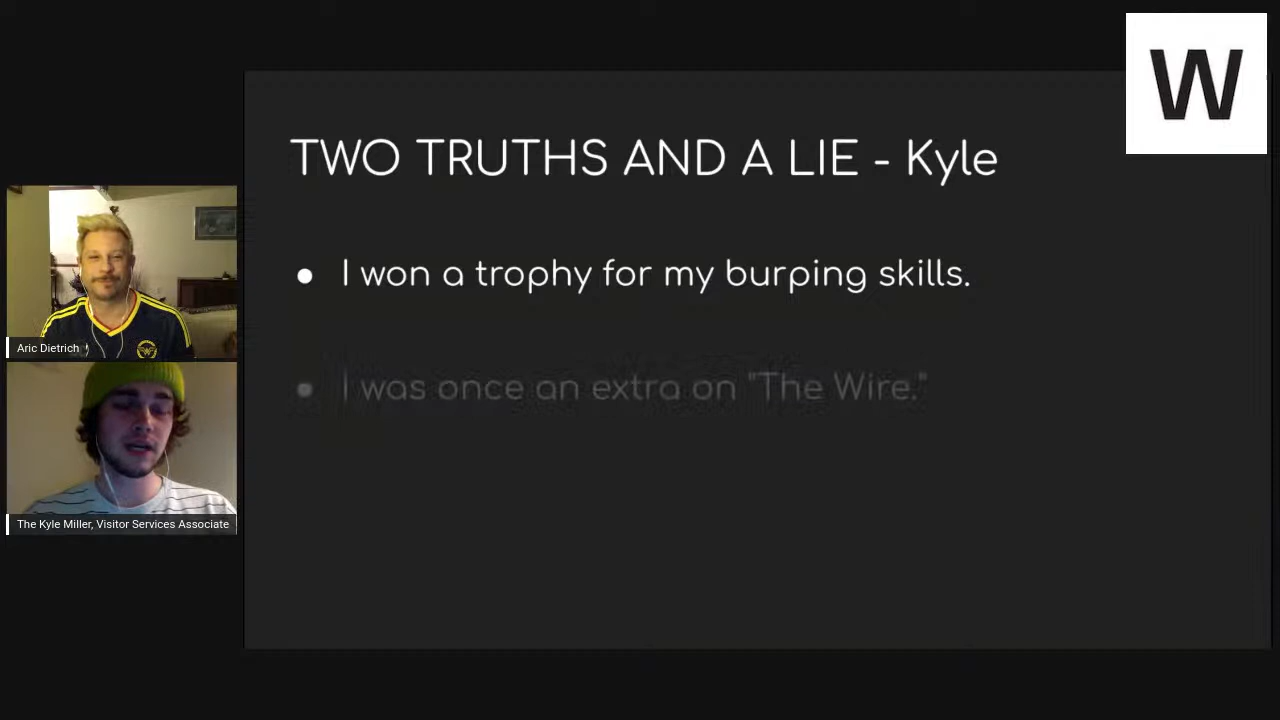 W
TWO TRUTHS AND A LIE - Kyle
● I won a trophy for my burping skills.
● I was once an extra on "The Wire."
Aric Dietrich
The Kyle Miller, Visitor Services Associate